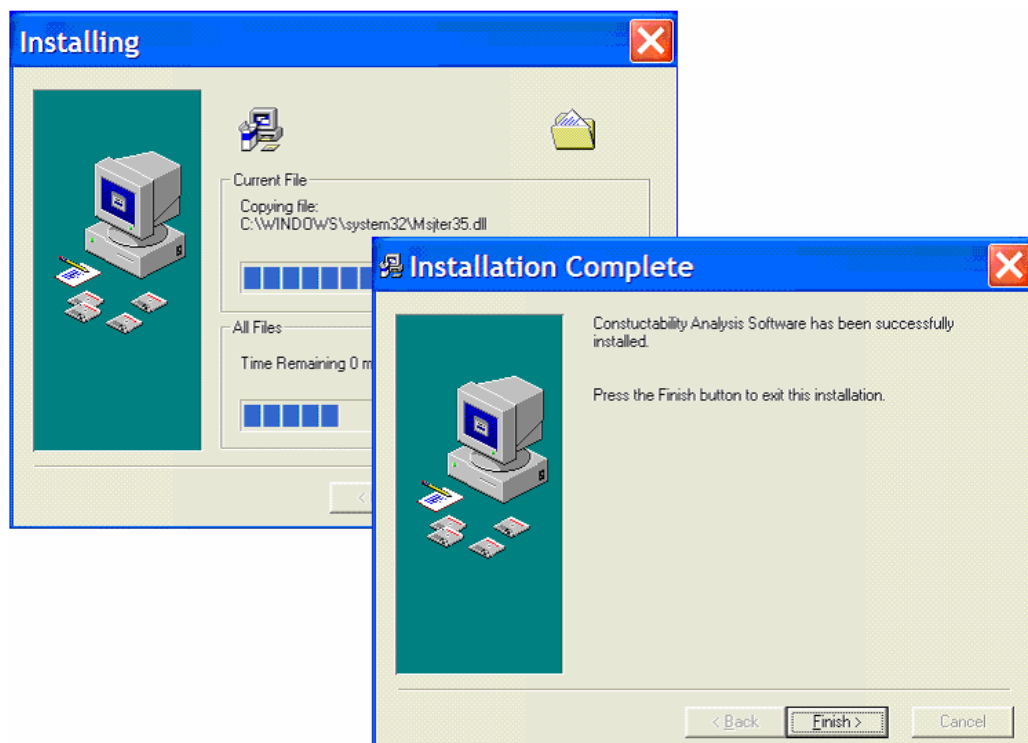 Installing
Current File
Copying file:
C:\WINDOWS\system32\Msjter35.dll
All Files
Time Remaining 0 m
<
Installation Complete
Constuctability Analysis Software has been successfully
installed.
Press the Finish button to exit this installation.
< Back Finish > Cancel